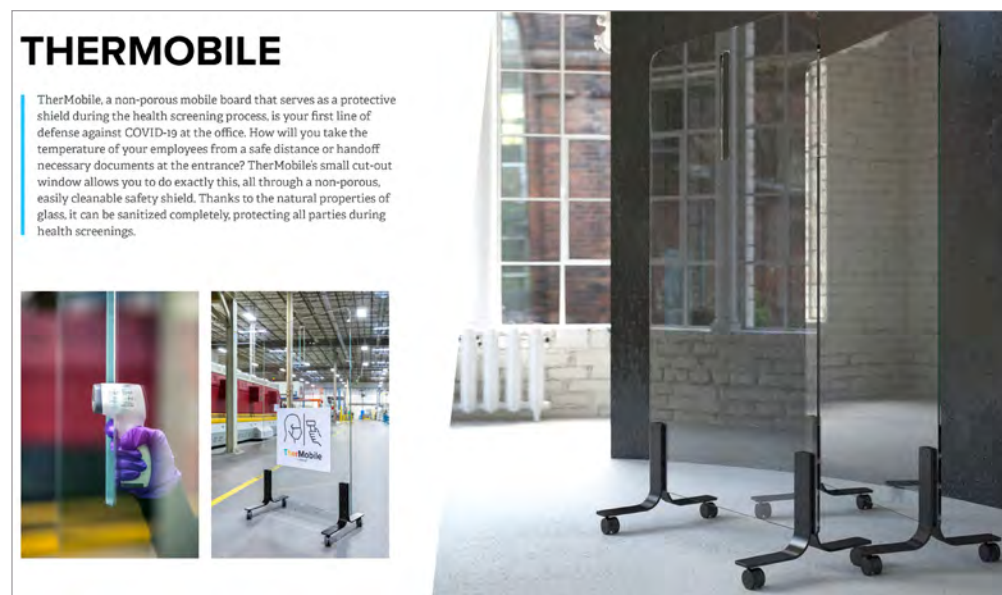 THERMOBILE
TherMobile, a non-porous mobile board that serves as a protective
shield during the health screening process, is your first line of
defense against COVID-19 at the office. How will you take the
temperature of your employees from a safe distance or handoff
necessary documents at the entrance? TherMobile's small cut-out
window allows you to do exactly this, all through a non-porous,
easily cleanable safety shield. Thanks to the natural properties of
glass, it can be sanitized completely, protecting all parties during
health screenings.
TherMobile